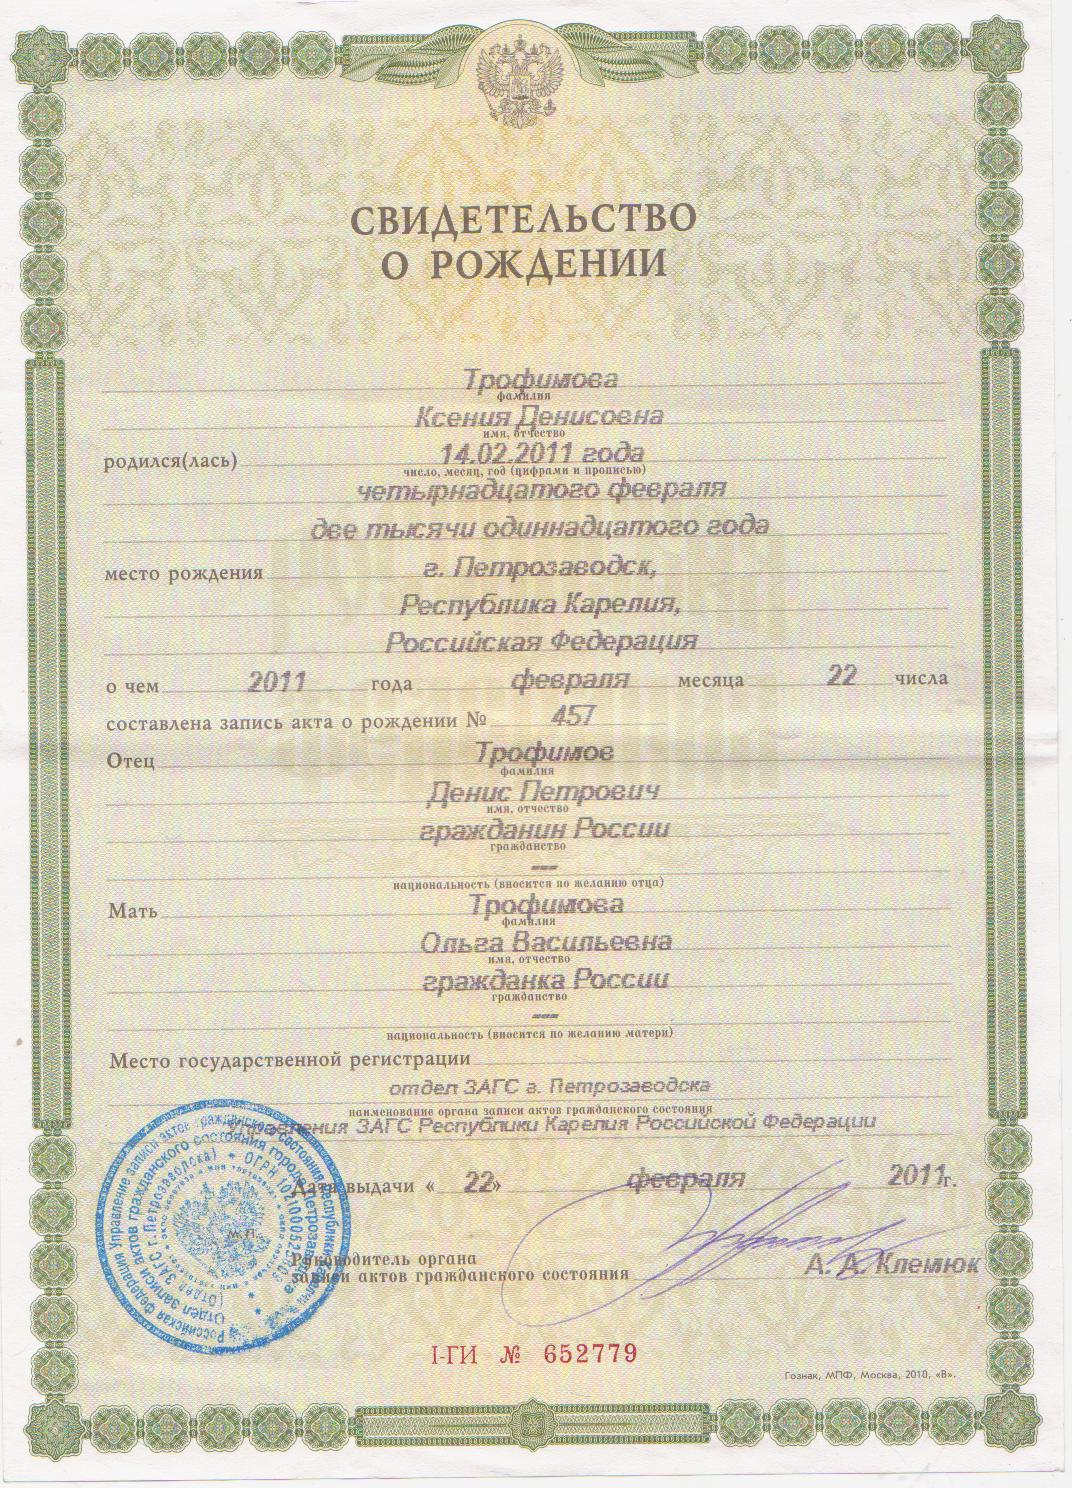 СВИДЕТЕЛЬСТВО
О РОЖДЕНИИ
Трофимова
фамилия
Ксения Денисовна
имя, отчество
родился(лась) 14.02.2011 года
число, месяц, год (цифрами и прописью)
четырнадцатого февраля
две тысячи одиннадцатого года
место рождения г. Петрозаводск,
Республика Карелия,
Российская Федерация
о чем 2011 года февраля месяца 22 числа
составлена запись акта о рождении № 457
Отец Трофимов
фамилия
Денис Петрович
имя, отчество
гражданин России
гражданство
---
национальность (вносится по желанию отца)
Мать Трофимова
фамилия
Ольга Васильевна
имя, отчество
гражданка России
гражданство
---
национальность (вносится по желанию матери)
Место государственной регистрации
отдел ЗАГС г. Петрозаводска
наименование органа записи актов гражданского состояния
Управления ЗАГС Республики Карелия Российской Федерации
Дата выдачи « 22 » февраля 2011 г.
М.П.
Руководитель органа
записи актов гражданского состояния А. А. Клемюк
I-ГИ № 652779
Гознак, МПФ, Москва, 2010, «В».
Российская Федерация Управление записи актов гражданского состояния Республики Карелия
Отдел записи актов гражданского состояния города Петрозаводска
(Отдел ЗАГС г. Петрозаводска)